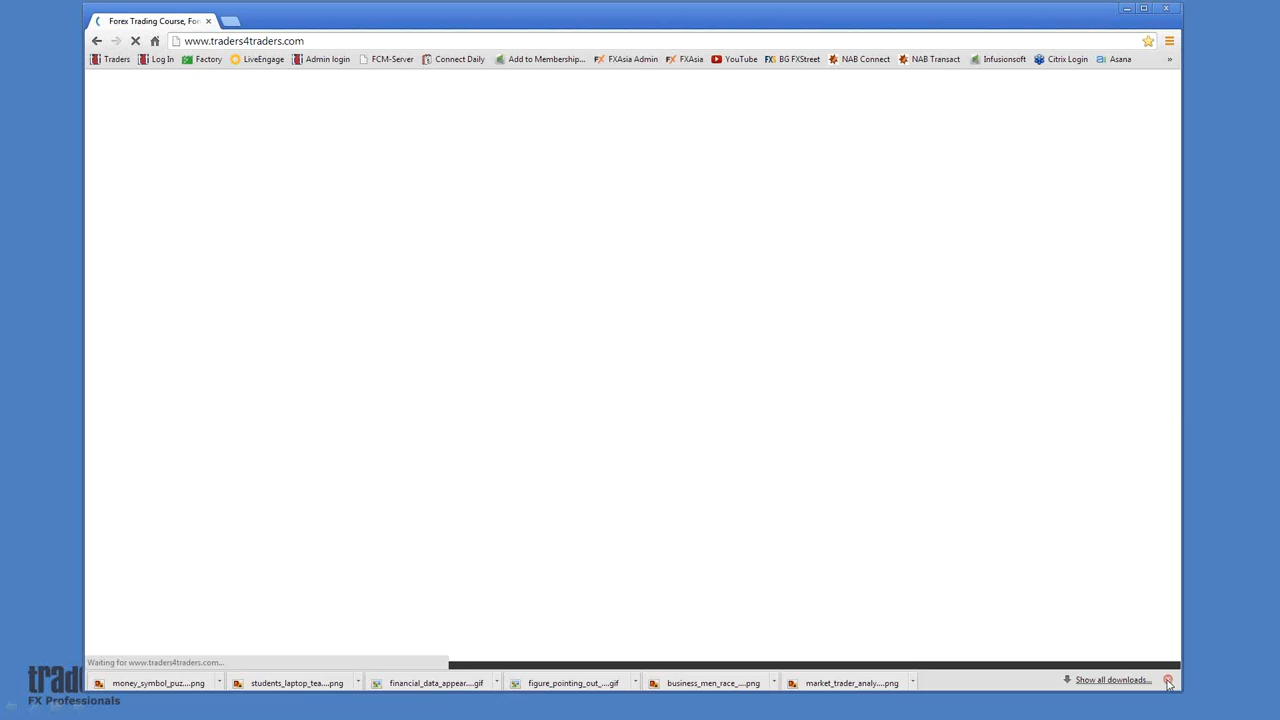 Forex Trading Course, Fo
www.traders4traders.com
Traders Log In Factory LiveEngage Admin login FCM-Server Connect Daily Add to Membership... FXAsia Admin FXAsia YouTube BG FXStreet NAB Connect NAB Transact Infusionsoft Citrix Login Asana »
Waiting for www.traders4traders.com...
money_symbol_puz....png students_laptop_tea....png financial_data_appear....gif figure_pointing_out_....gif business_men_race_....png market_trader_analy....png Show all downloads...
trad
FX Professionals